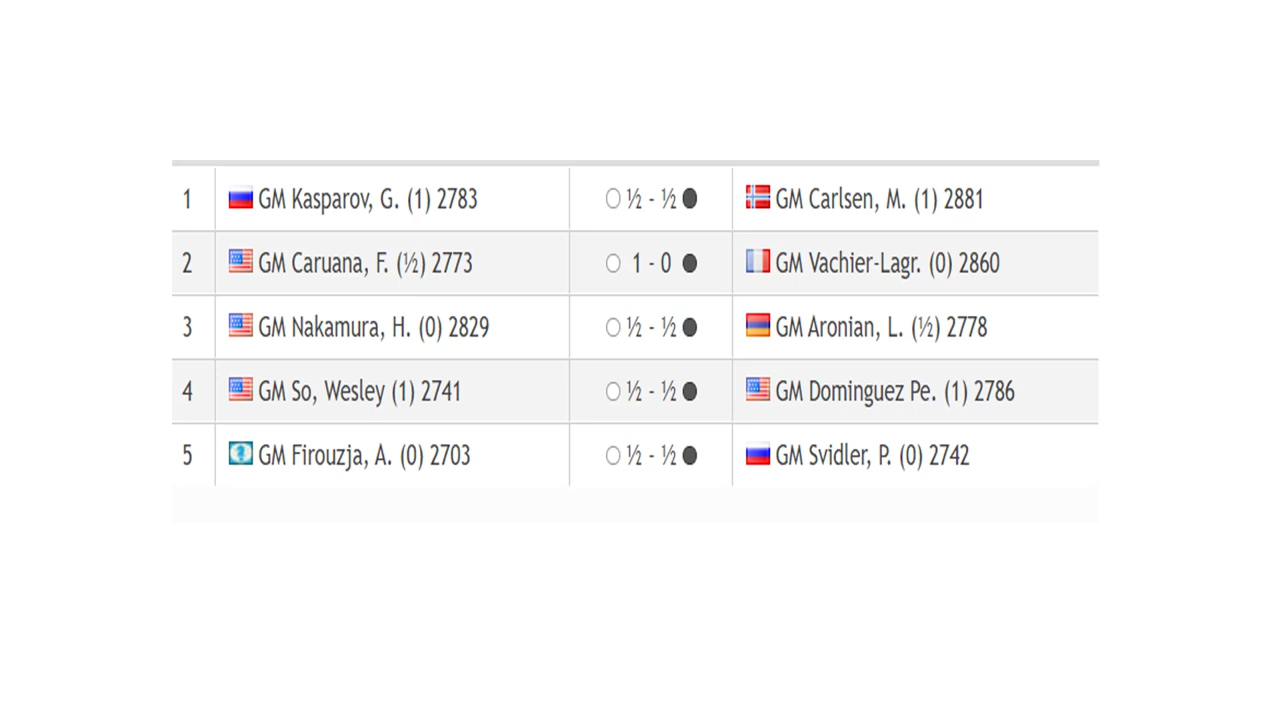 1 GM Kasparov, G. (1) 2783 ½ - ½ GM Carlsen, M. (1) 2881
2 GM Caruana, F. (½) 2773 1 - 0 GM Vachier-Lagr. (0) 2860
3 GM Nakamura, H. (0) 2829 ½ - ½ GM Aronian, L. (½) 2778
4 GM So, Wesley (1) 2741 ½ - ½ GM Dominguez Pe. (1) 2786
5 GM Firouzja, A. (0) 2703 ½ - ½ GM Svidler, P. (0) 2742